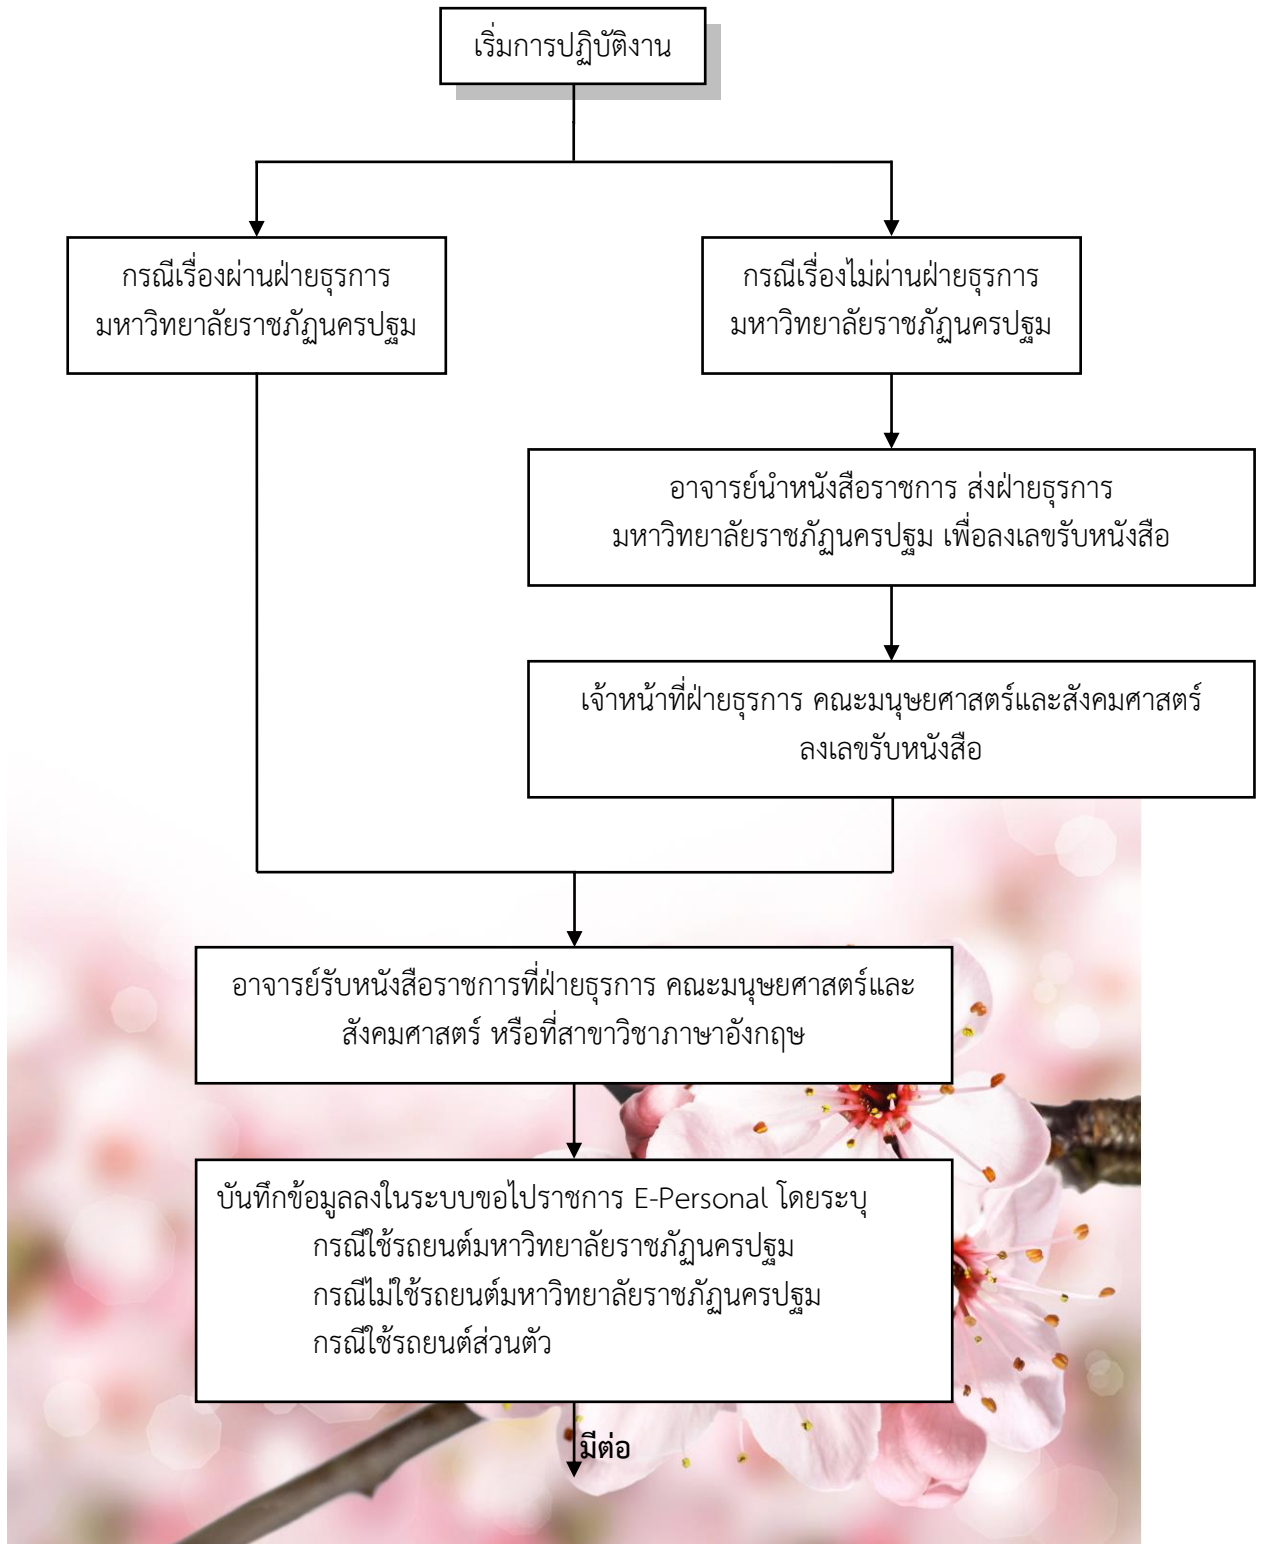 เริ่มการปฏิบัติงาน
กรณีเรื่องผ่านฝ่ายธุรการ
มหาวิทยาลัยราชภัฏนครปฐม
กรณีเรื่องไม่ผ่านฝ่ายธุรการ
มหาวิทยาลัยราชภัฏนครปฐม
อาจารย์นำหนังสือราชการ ส่งฝ่ายธุรการ
มหาวิทยาลัยราชภัฏนครปฐม เพื่อลงเลขรับหนังสือ
เจ้าหน้าที่ฝ่ายธุรการ คณะมนุษยศาสตร์และสังคมศาสตร์
ลงเลขรับหนังสือ
อาจารย์รับหนังสือราชการที่ฝ่ายธุรการ คณะมนุษยศาสตร์และ
สังคมศาสตร์ หรือที่สาขาวิชาภาษาอังกฤษ
บันทึกข้อมูลลงในระบบขอไปราชการ E-Personal โดยระบุ
กรณีใช้รถยนต์มหาวิทยาลัยราชภัฏนครปฐม
กรณีไม่ใช้รถยนต์มหาวิทยาลัยราชภัฏนครปฐม
กรณีใช้รถยนต์ส่วนตัว
มีต่อ